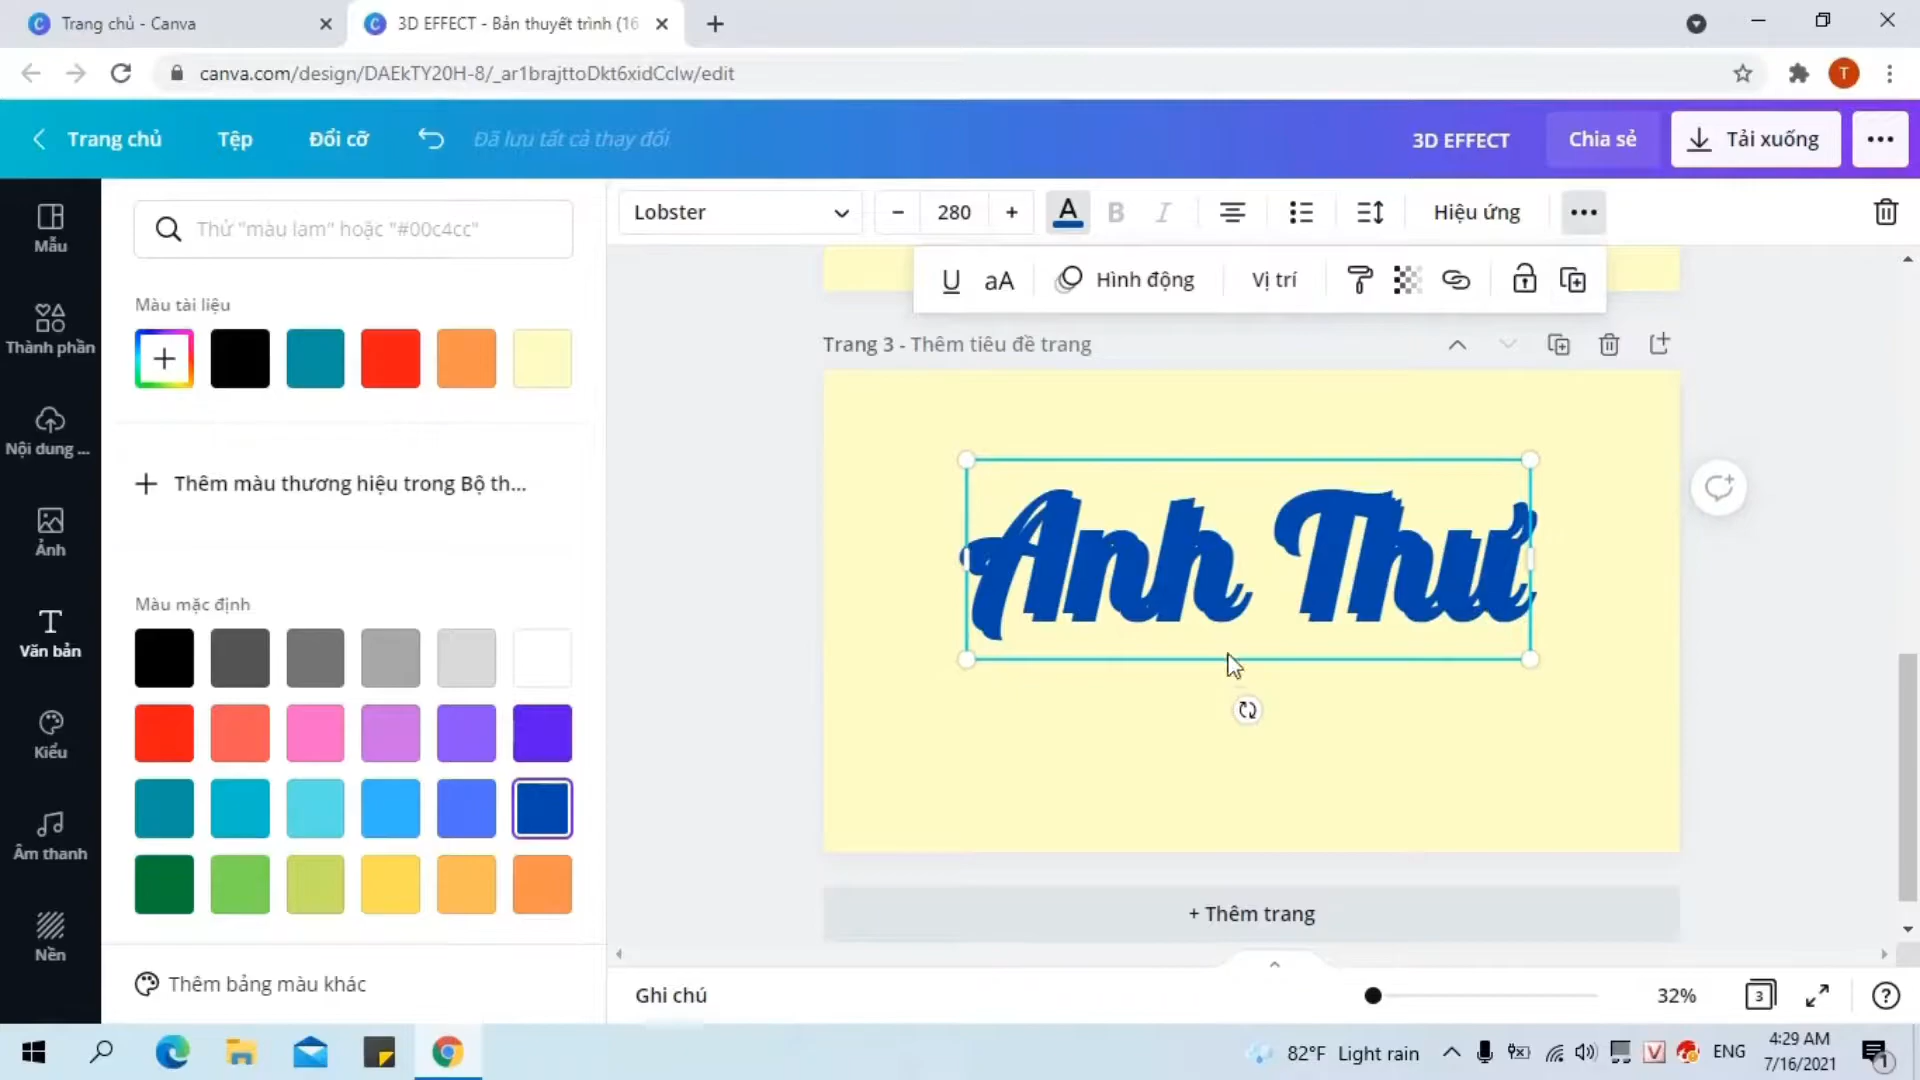 Trang chủ - Canva
3D EFFECT - Bản thuyết trình (16
canva.com/design/DAEkTY20H-8/_ar1brajttoDkt6xidCclw/edit
T
Trang chủ
Tệp
Đổi cỡ
Đã lưu tất cả thay đổi
3D EFFECT
Chia sẻ
Tải xuống
Mẫu
Thành phần
Nội dung ...
Ảnh
Văn bản
Kiểu
Âm thanh
Nền
Thử "màu lam" hoặc "#00c4cc"
Màu tài liệu
Thêm màu thương hiệu trong Bộ th...
Màu mặc định
Thêm bảng màu khác
Lobster
280
A
B
I
Hiệu ứng
U
aA
Hình động
Vị trí
Trang 3 - Thêm tiêu đề trang
Anh Thư
+ Thêm trang
Ghi chú
32%
3
82°F Light rain
ENG
4:29 AM
7/16/2021
1